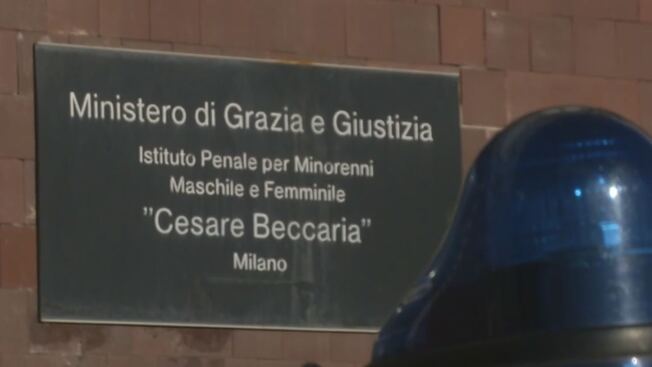 Ministero di Grazia e Giustizia
Istituto Penale per Minorenni
Maschile e Femminile
"Cesare Beccaria"
Milano